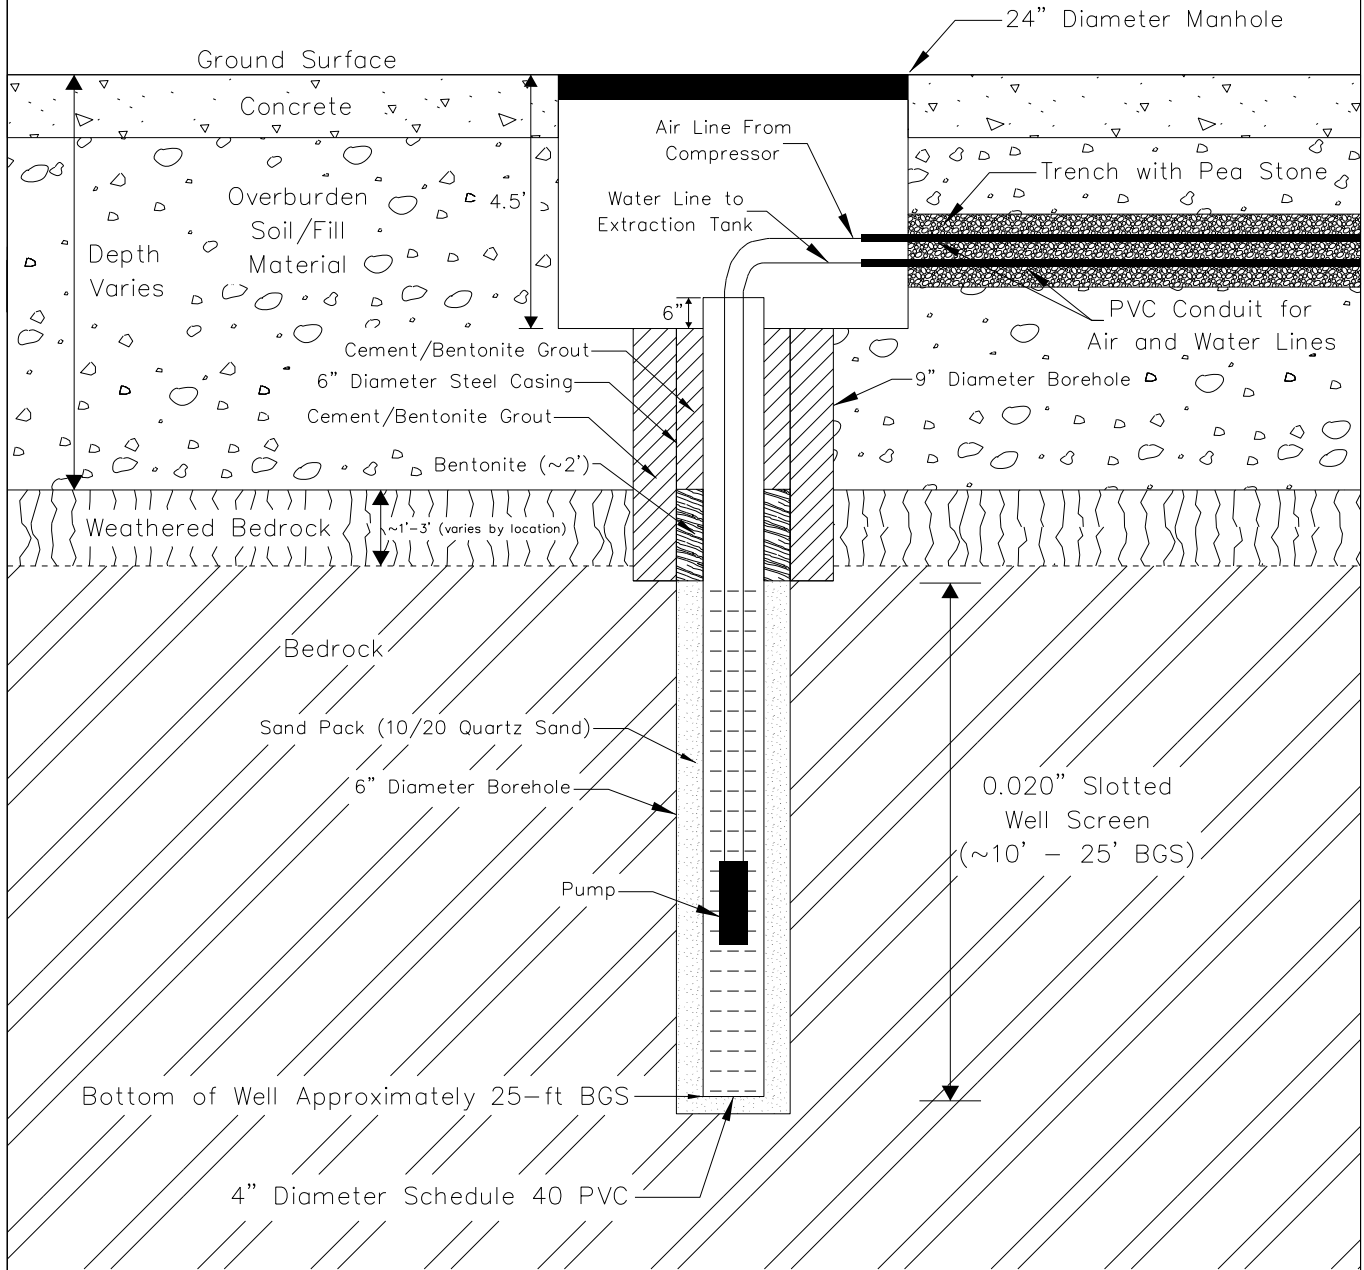 24" Diameter Manhole
Ground Surface
Concrete
Air Line From
Compressor
Trench with Pea Stone
Overburden
Soil/Fill
Material
4.5'
Water Line to
Extraction Tank
Depth
Varies
6"
PVC Conduit for
Air and Water Lines
Cement/Bentonite Grout
6" Diameter Steel Casing
9" Diameter Borehole
Cement/Bentonite Grout
Bentonite (~2')
Weathered Bedrock
~1'-3' (varies by location)
Bedrock
Sand Pack (10/20 Quartz Sand)
6" Diameter Borehole
0.020" Slotted
Well Screen
(~10' - 25' BGS)
Pump
Bottom of Well Approximately 25-ft BGS
4" Diameter Schedule 40 PVC